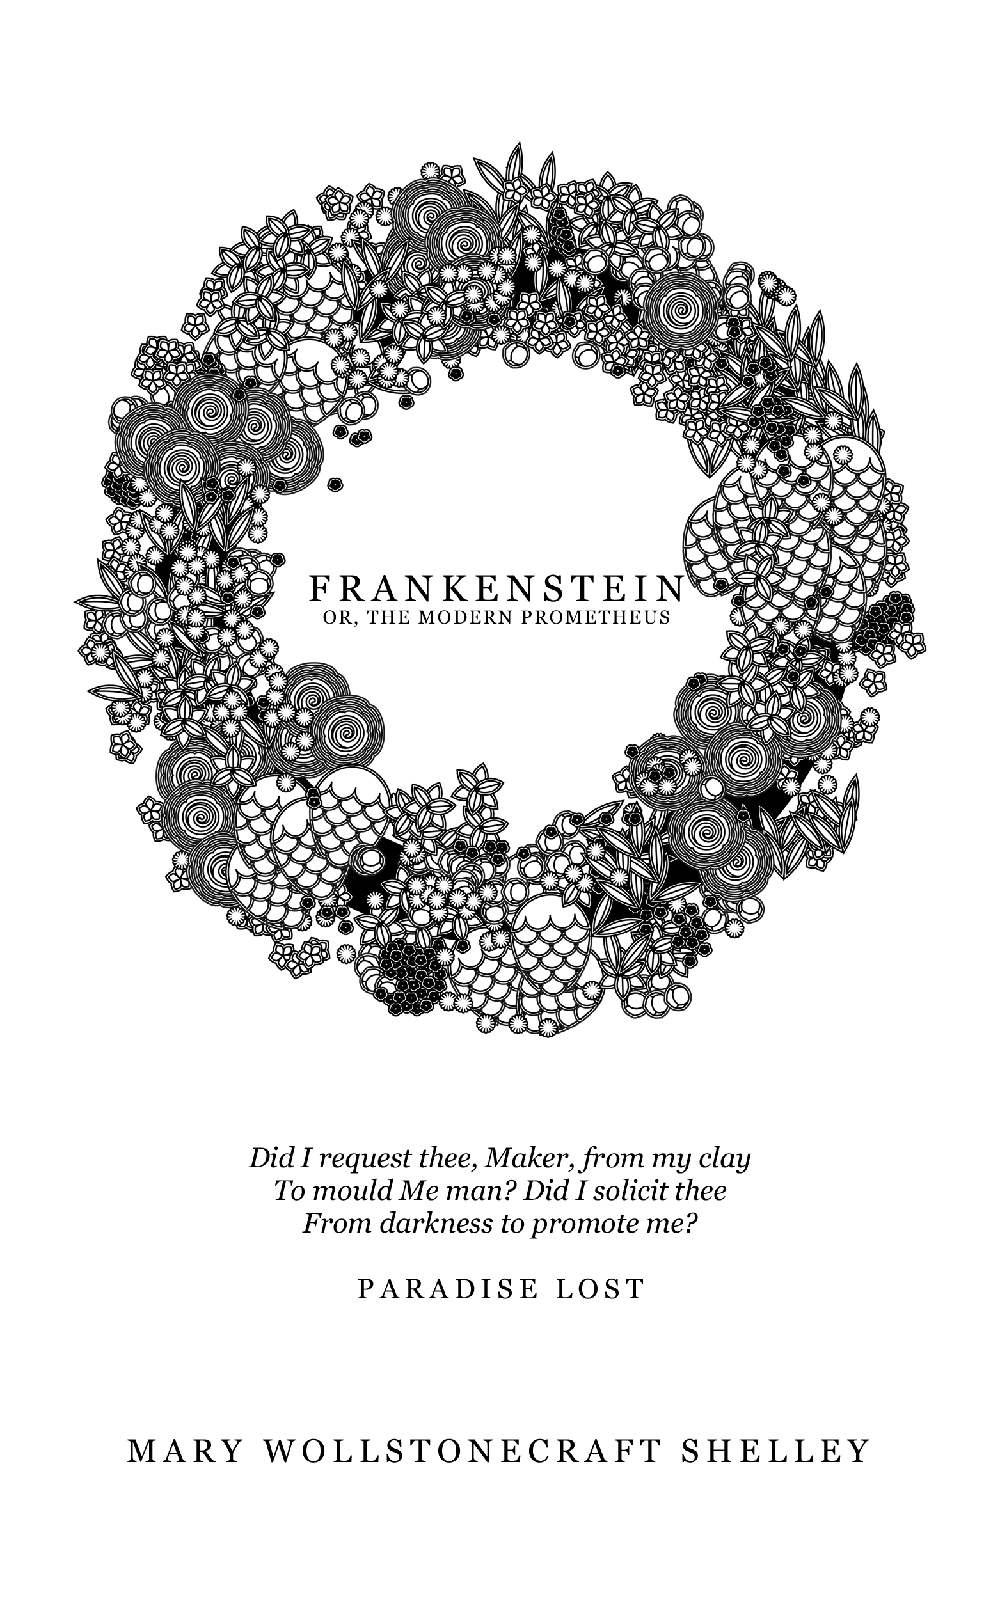 FRANKENSTEIN
OR, THE MODERN PROMETHEUS
Did I request thee, Maker, from my clay
To mould Me man? Did I solicit thee
From darkness to promote me?
PARADISE LOST
MARY WOLLSTONECRAFT SHELLEY